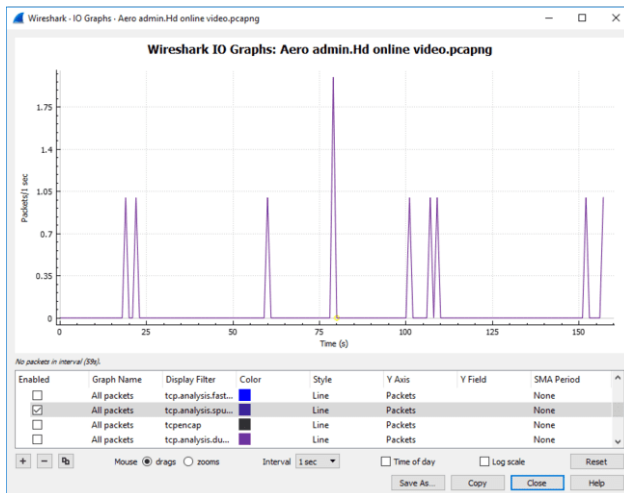 Wireshark · IO Graphs · Aero admin.Hd online video.pcapng
Wireshark IO Graphs: Aero admin.Hd online video.pcapng
Packets/1 sec
1.75
1.4
1.05
0.7
0.35
0
0 25 50 75 100 125 150
Time (s)
No packets in interval (59s).
Enabled Graph Name Display Filter Color Style Y Axis Y Field SMA Period
All packets tcp.analysis.fast... Line Packets None
All packets tcp.analysis.spu... Line Packets None
All packets tcpencap Line Packets None
All packets tcp.analysis.du... Line Packets None
+ − Mouse drags zooms Interval 1 sec Time of day Log scale Reset
Save As... Copy Close Help